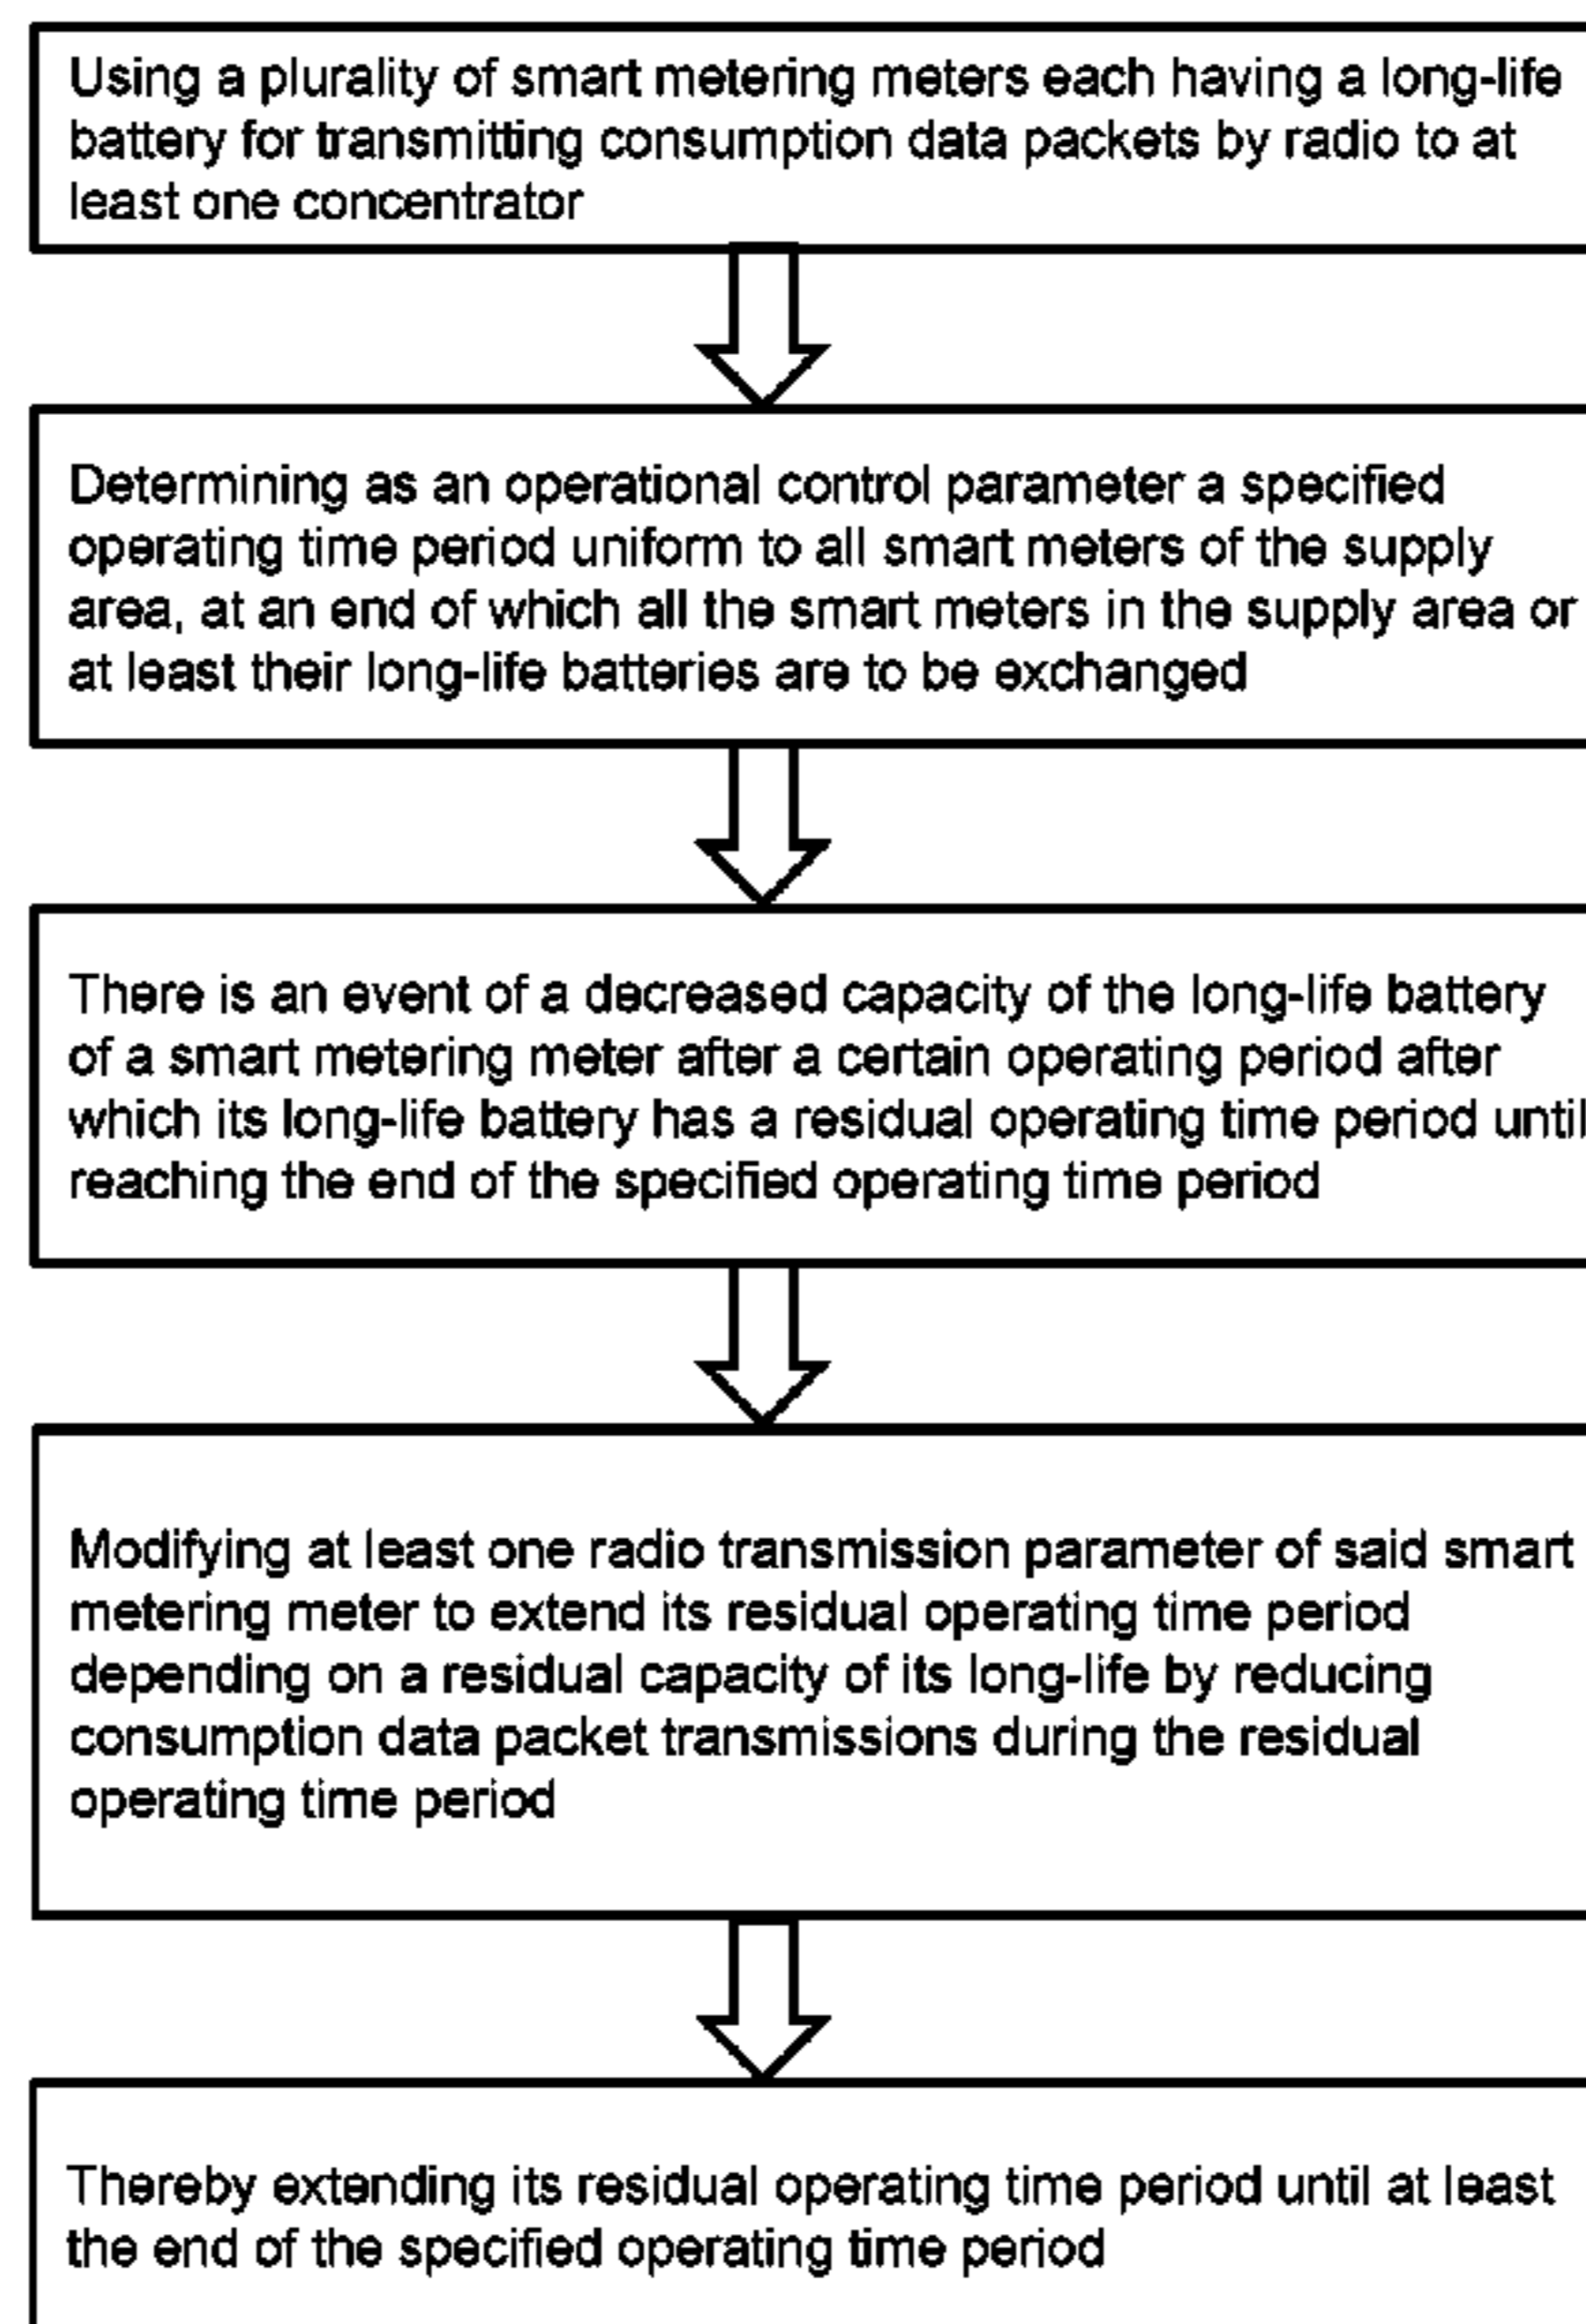 Using a plurality of smart metering meters each having a long-life
battery for transmitting consumption data packets by radio to at
least one concentrator
Determining as an operational control parameter a specified
operating time period uniform to all smart meters of the supply
area, at an end of which all the smart meters in the supply area or
at least their long-life batteries are to be exchanged
There is an event of a decreased capacity of the long-life battery
of a smart metering meter after a certain operating period after
which its long-life battery has a residual operating time period until
reaching the end of the specified operating time period
Modifying at least one radio transmission parameter of said smart
metering meter to extend its residual operating time period
depending on a residual capacity of its long-life by reducing
consumption data packet transmissions during the residual
operating time period
Thereby extending its residual operating time period until at least
the end of the specified operating time period